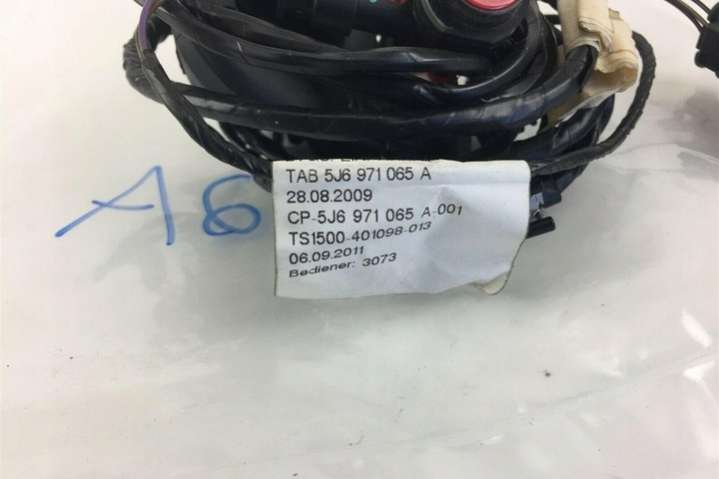 TAB 5J6 971 065 A
28.08.2009
CP-5J6 971 065 A-001
TS1500-401098-013
06.09.2011
Bediener: 3073
A6